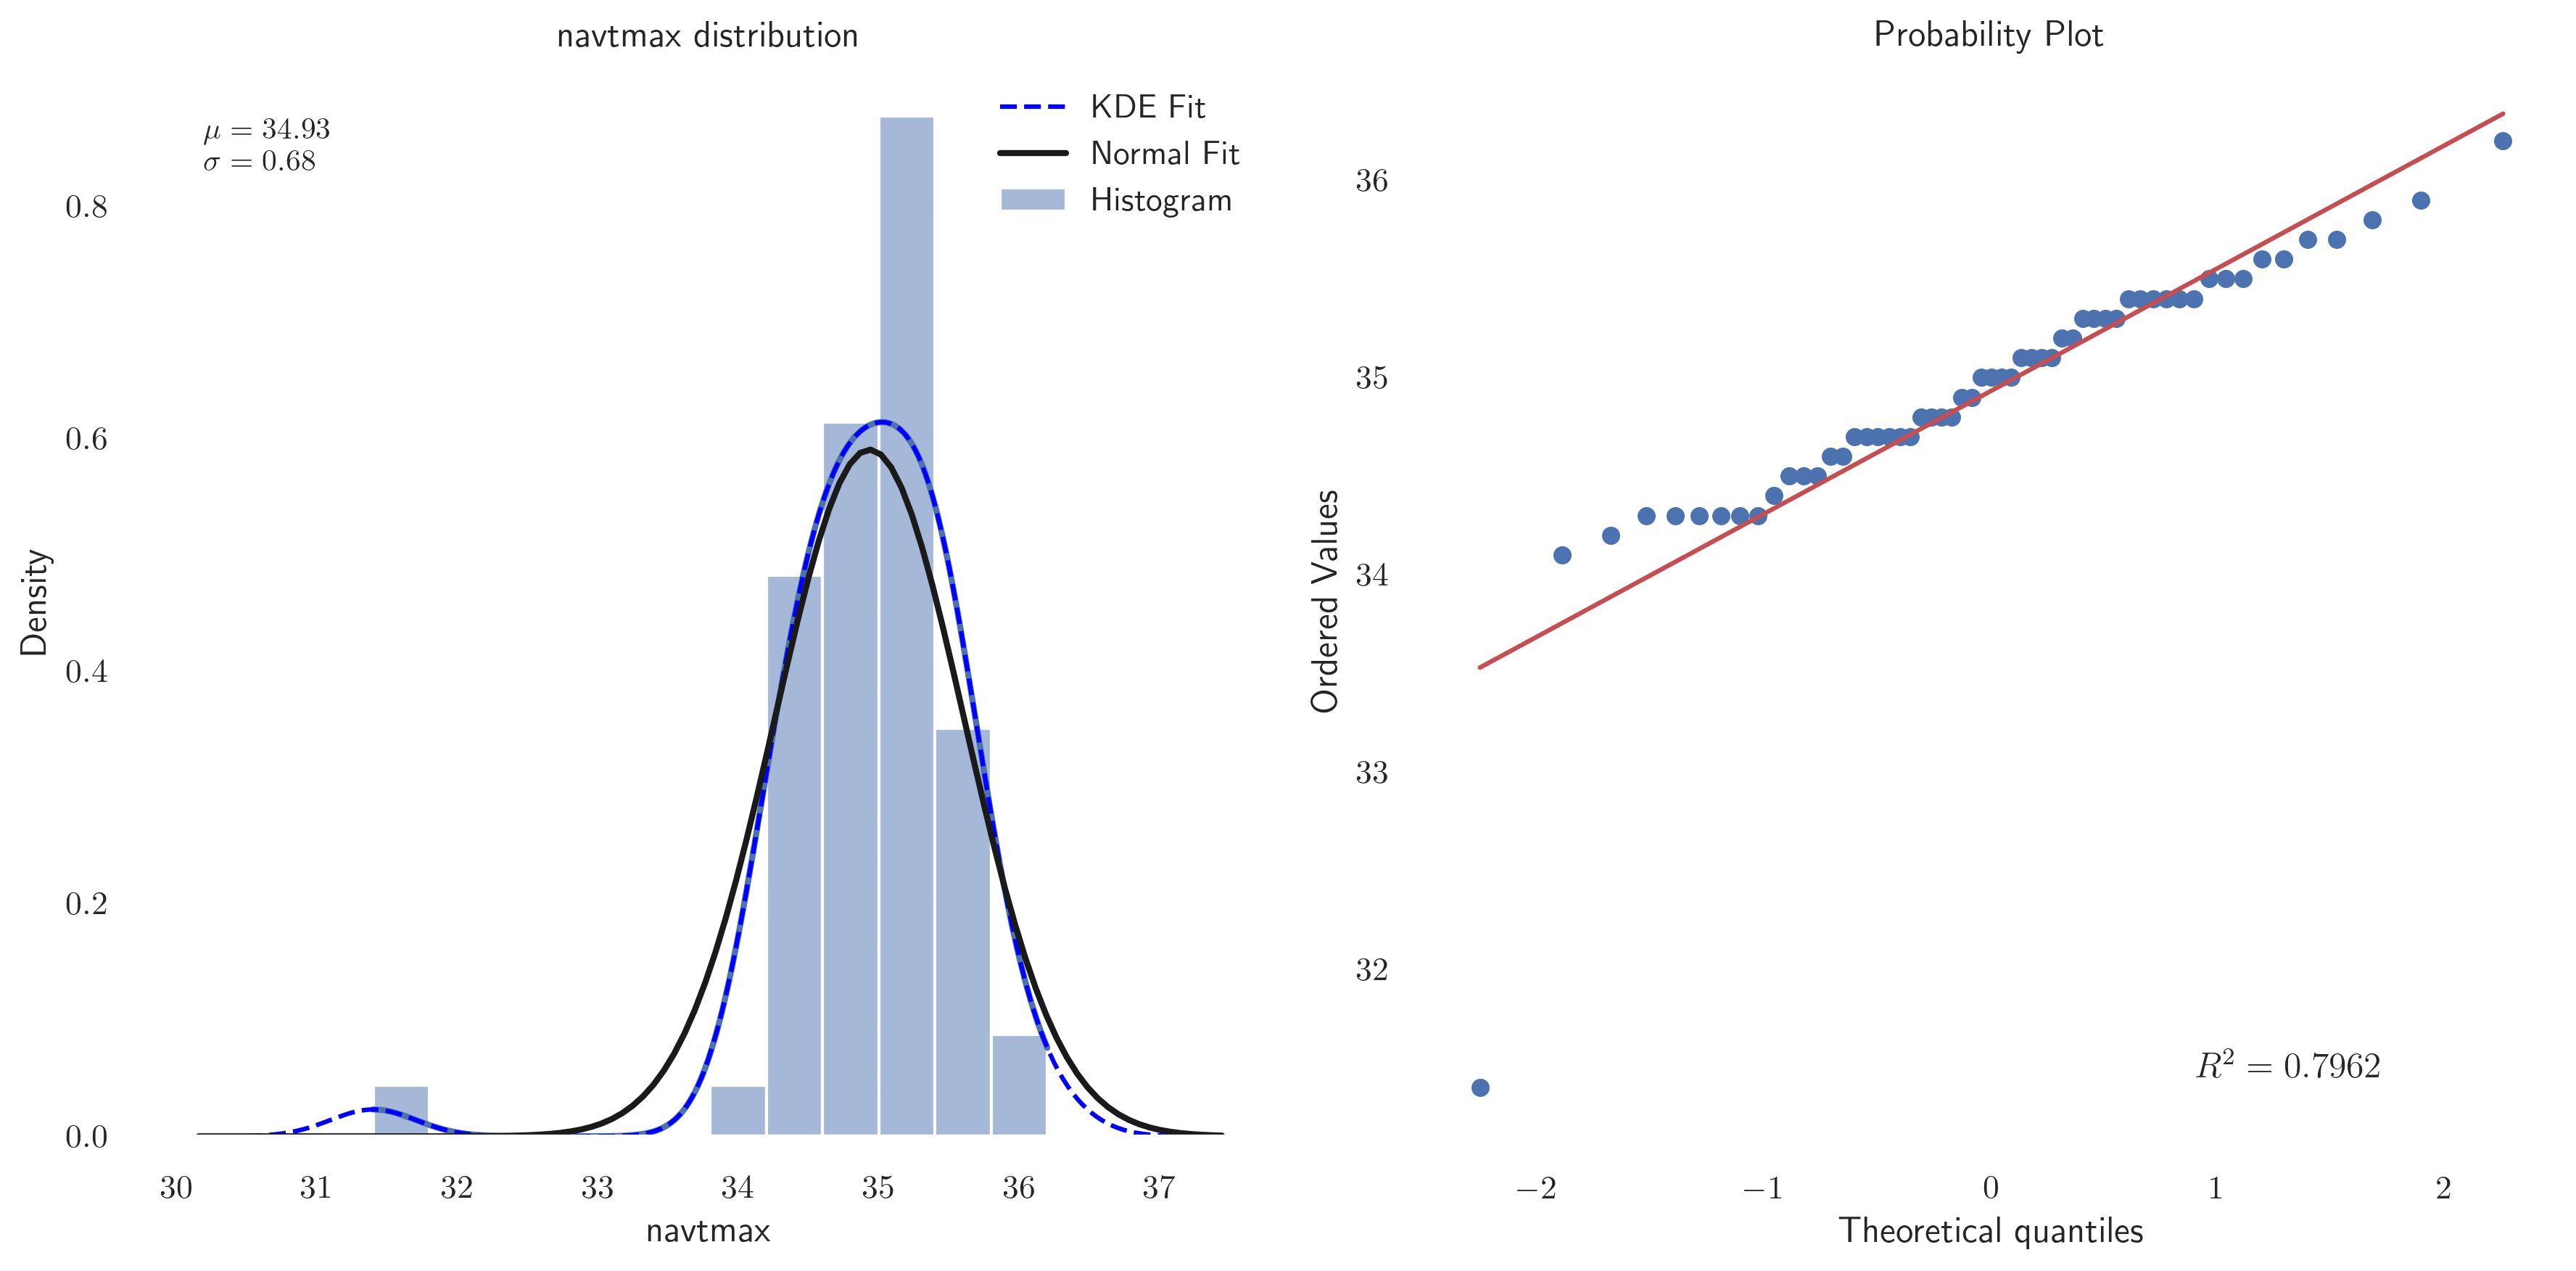 navtmax distribution
μ = 34.93
σ = 0.68
KDE Fit
Normal Fit
Histogram
Density
0.8
0.6
0.4
0.2
0.0
30 31 32 33 34 35 36 37
navtmax
Probability Plot
Ordered Values
36
35
34
33
32
R² = 0.7962
−2 −1 0 1 2
Theoretical quantiles